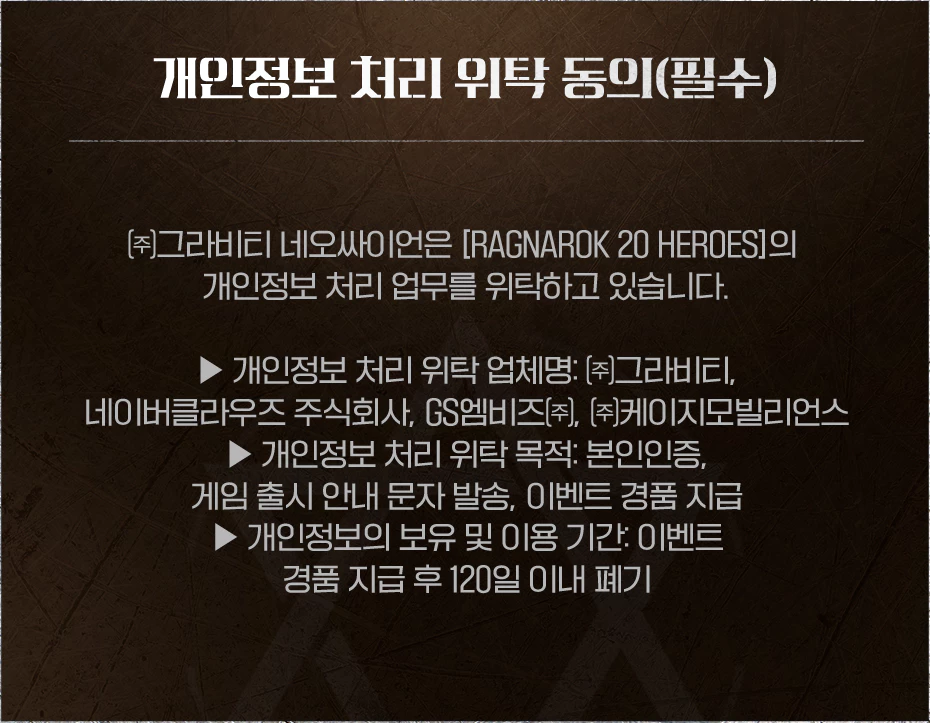 개인정보 처리 위탁 동의(필수)
㈜그라비티 네오싸이언은 [RAGNAROK 20 HEROES]의
개인정보 처리 업무를 위탁하고 있습니다.
▶ 개인정보 처리 위탁 업체명: ㈜그라비티,
네이버클라우즈 주식회사, GS엠비즈㈜, ㈜케이지모빌리언스
▶ 개인정보 처리 위탁 목적: 본인인증,
게임 출시 안내 문자 발송, 이벤트 경품 지급
▶ 개인정보의 보유 및 이용 기간: 이벤트
경품 지급 후 120일 이내 폐기